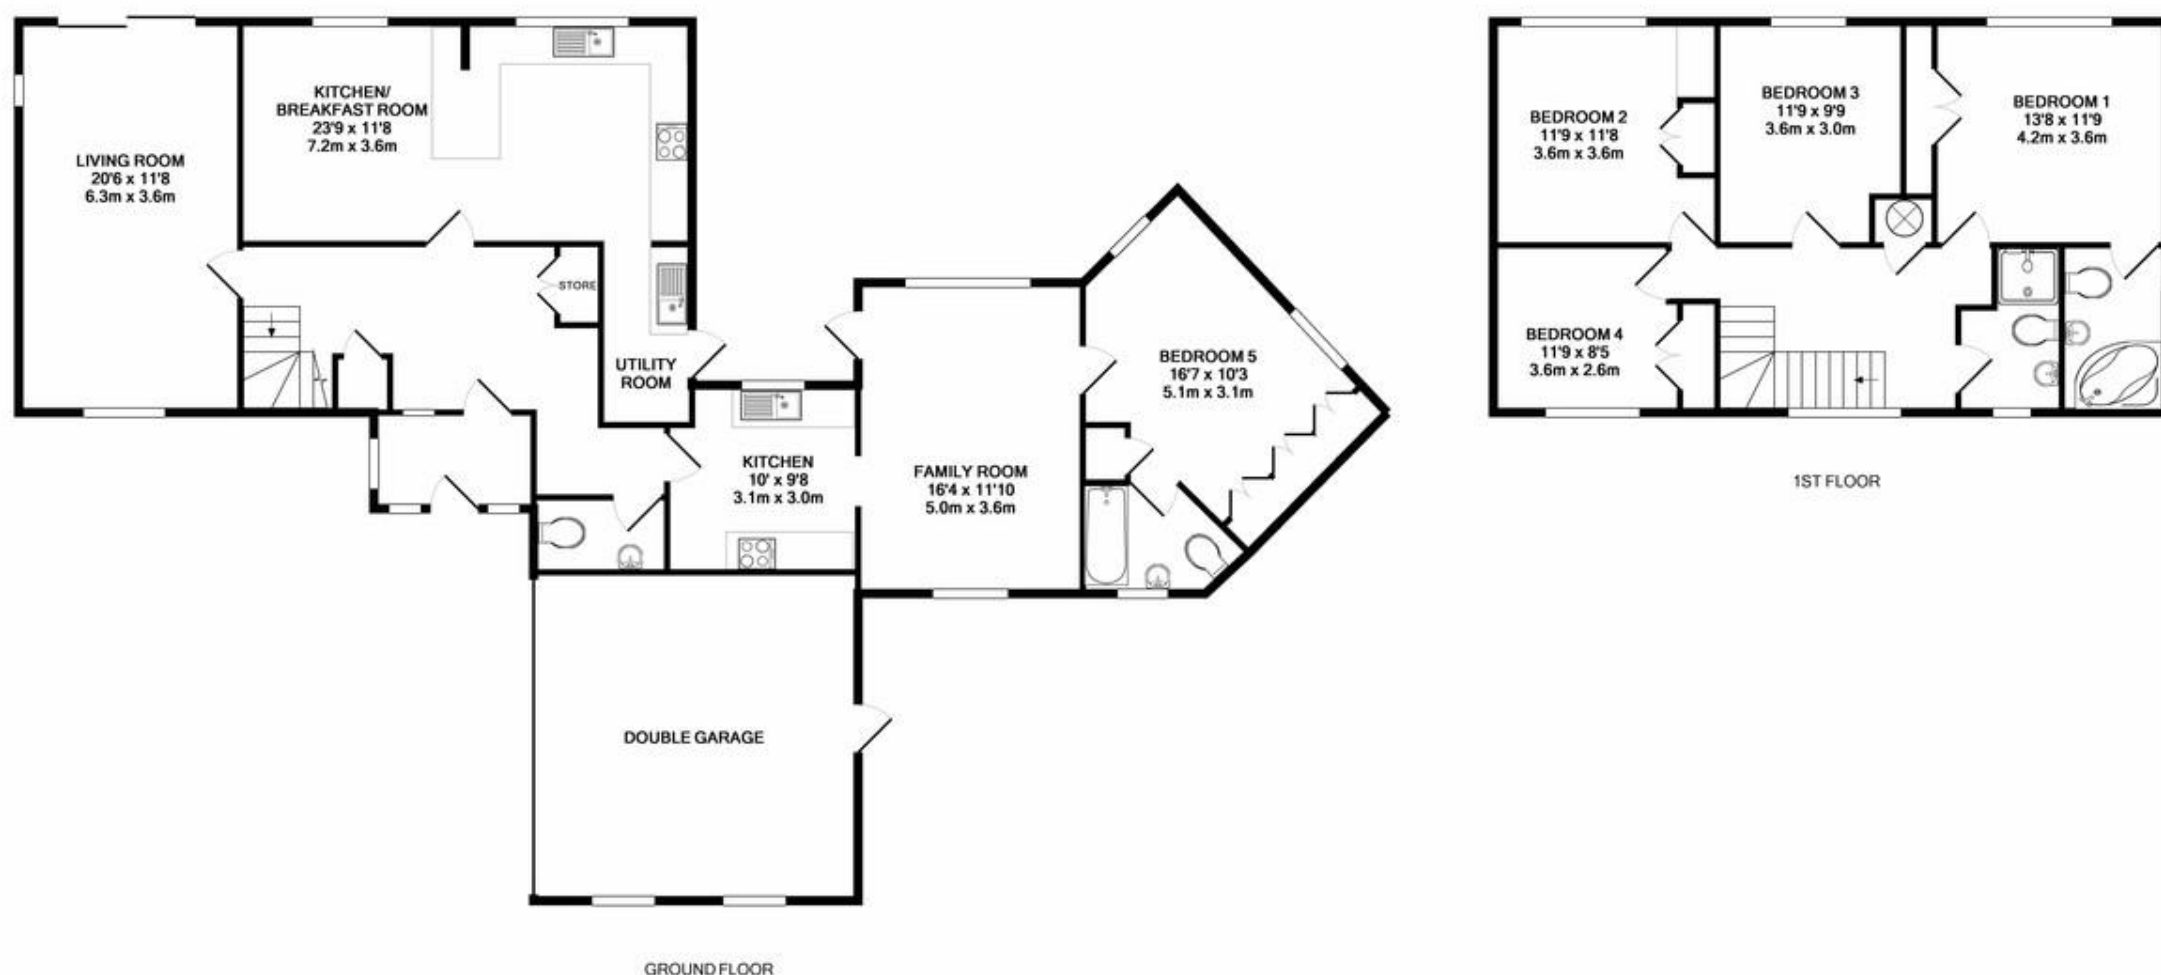 LIVING ROOM
20'6 x 11'8
6.3m x 3.6m
KITCHEN/
BREAKFAST ROOM
23'9 x 11'8
7.2m x 3.6m
STORE
UTILITY
ROOM
KITCHEN
10' x 9'8
3.1m x 3.0m
FAMILY ROOM
16'4 x 11'10
5.0m x 3.6m
BEDROOM 5
16'7 x 10'3
5.1m x 3.1m
DOUBLE GARAGE
GROUND FLOOR
BEDROOM 2
11'9 x 11'8
3.6m x 3.6m
BEDROOM 3
11'9 x 9'9
3.6m x 3.0m
BEDROOM 1
13'8 x 11'9
4.2m x 3.6m
BEDROOM 4
11'9 x 8'5
3.6m x 2.6m
1ST FLOOR